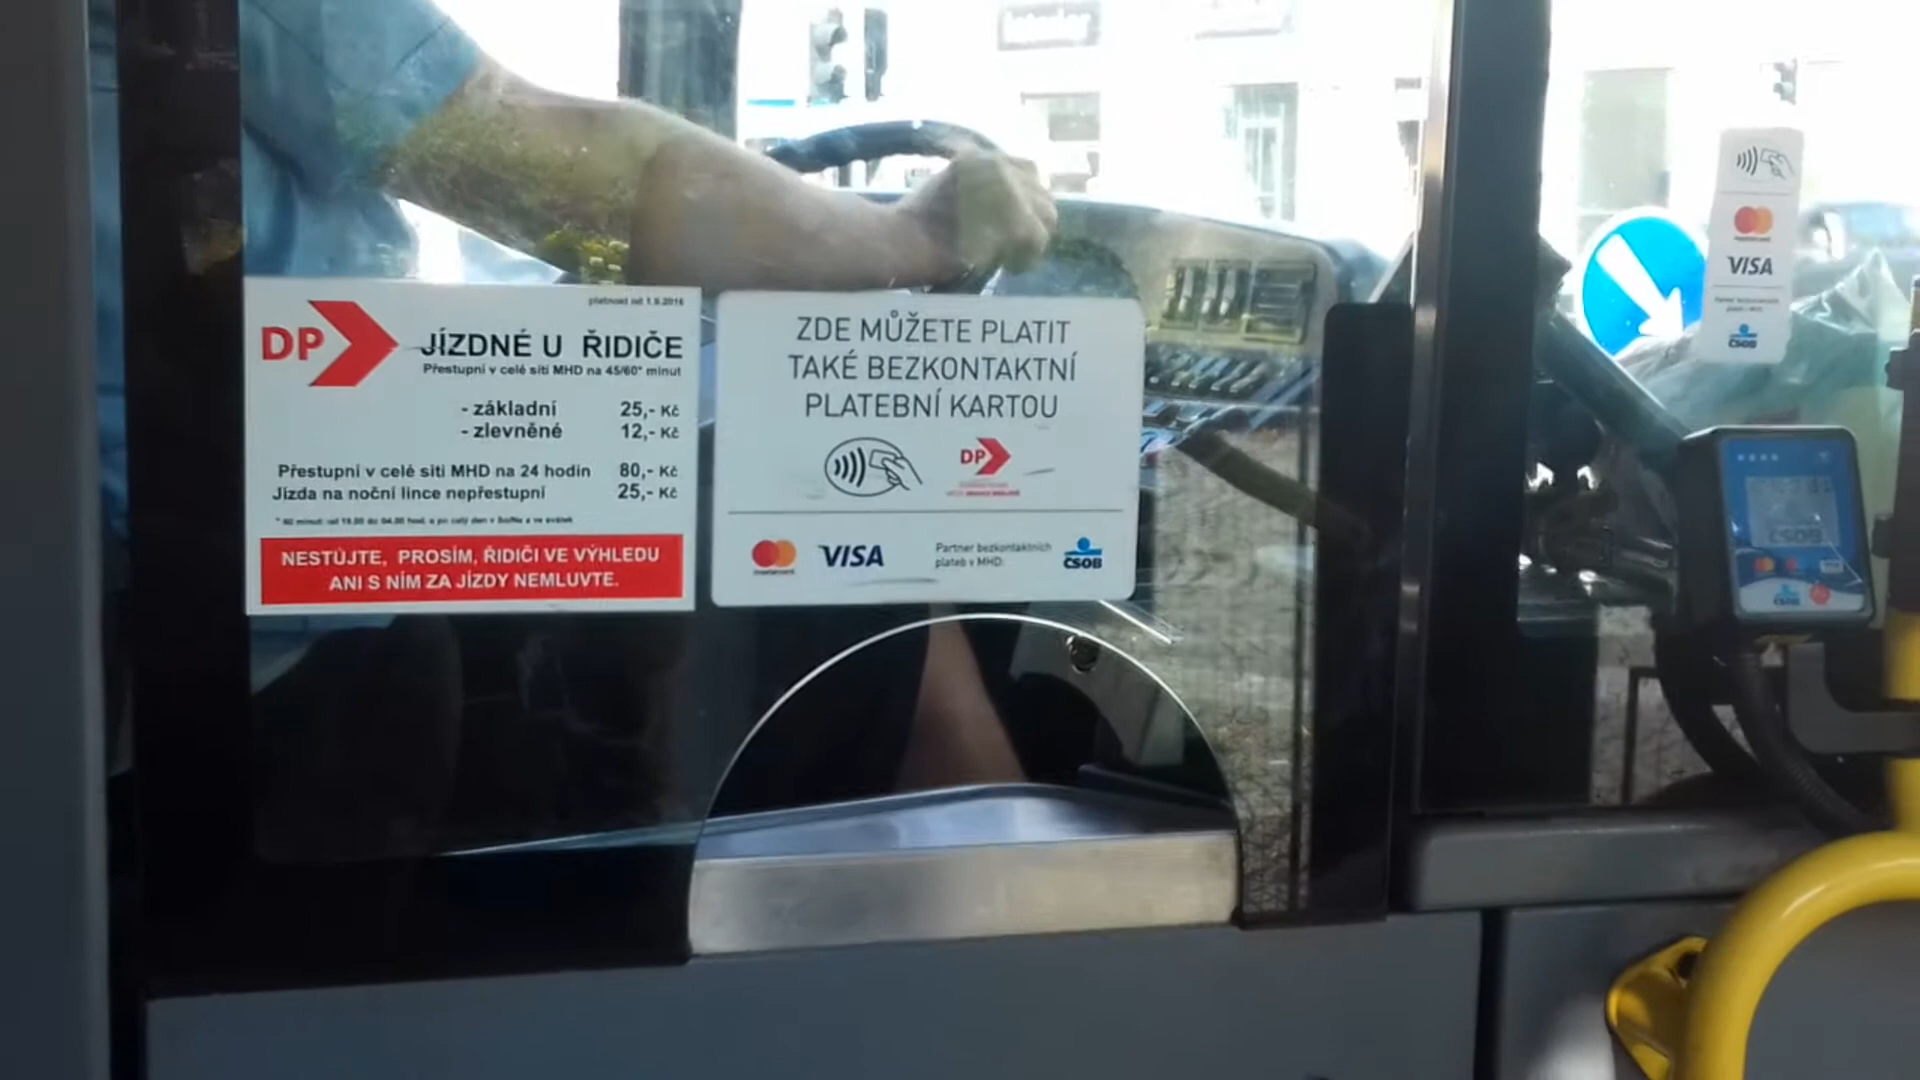 platnost od 1.9.2016
DP
JÍZDNÉ U ŘIDIČE
Přestupní v celé síti MHD na 45/60* minut
- základní 25,- Kč
- zlevněné 12,- Kč
Přestupní v celé síti MHD na 24 hodin 80,- Kč
Jízda na noční lince nepřestupní 25,- Kč
NESTŮJTE, PROSÍM, ŘIDIČI VE VÝHLEDU
ANI S NÍM ZA JÍZDY NEMLUVTE.
ZDE MŮŽETE PLATIT
TAKÉ BEZKONTAKTNÍ
PLATEBNÍ KARTOU
DP
mastercard
VISA
Partner bezkontaktních
plateb v MHD:
ČSOB
mastercard
VISA
ČSOB
ČSOB
ČSOB